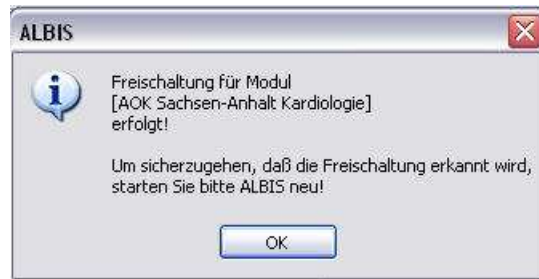 ALBIS
Freischaltung für Modul
[AOK Sachsen-Anhalt Kardiologie]
erfolgt!
Um sicherzugehen, daß die Freischaltung erkannt wird,
starten Sie bitte ALBIS neu!
OK